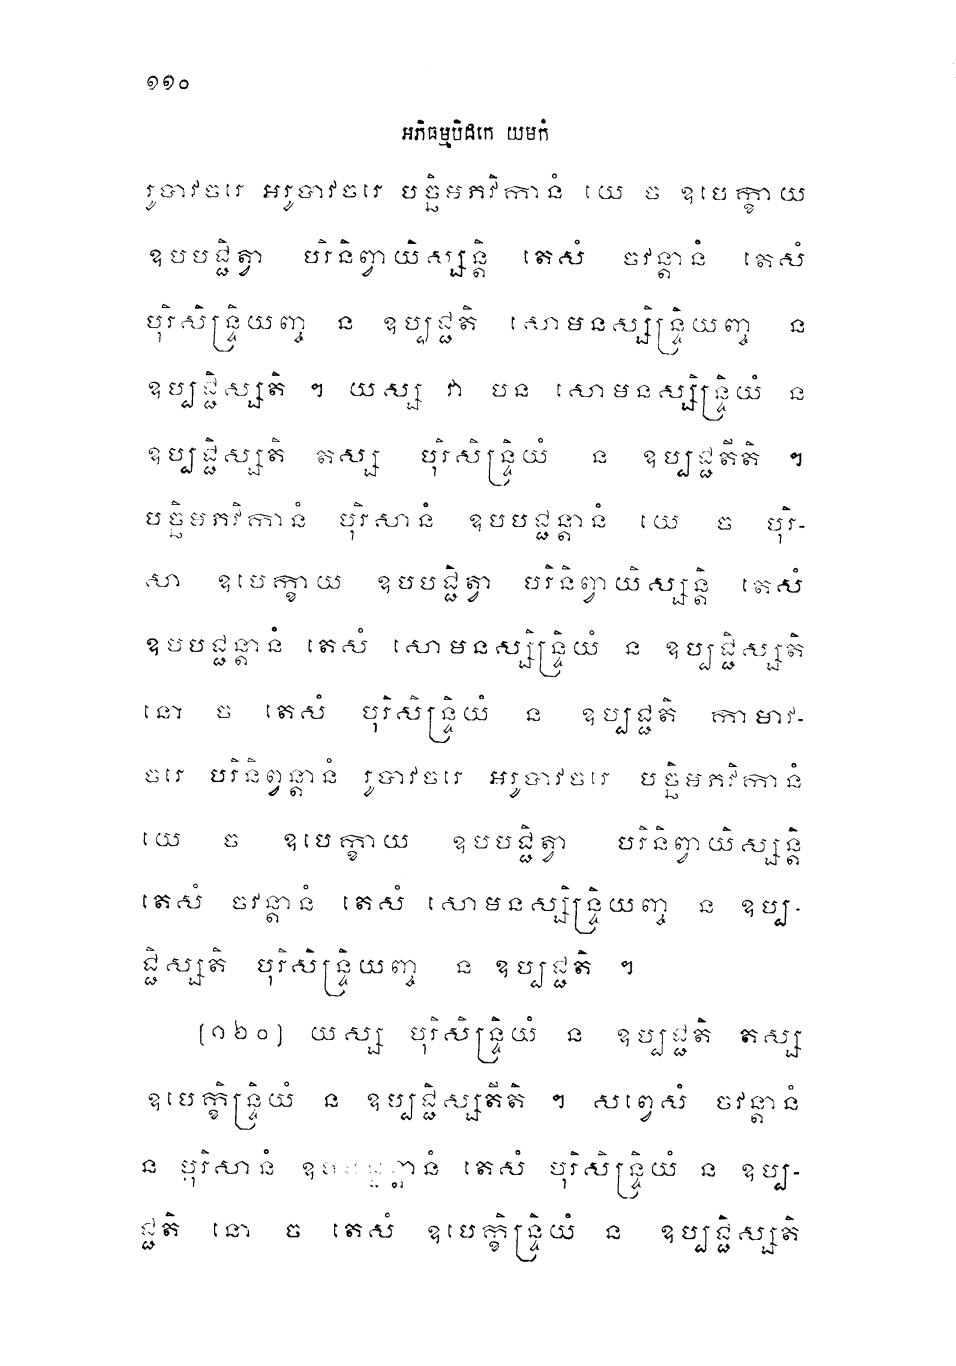 ១១០
អភិធម្មបិដកេ យមកំ
រូបាវចរេ អរូបាវចរេ បច្ឆិមភវិកានំ យេ ច ឧបេក្ខាយ
ឧបបជ្ជិត្វា បរិនិព្វាយិស្សន្តិ តេសំ ចវន្តានំ តេសំ
បុរិសិន្ទ្រិយញ្ច ន ឧប្បជ្ជតិ សោមនស្សិន្ទ្រិយញ្ច ន
ឧប្បជ្ជិស្សតិ ។ យស្ស វា បន សោមនស្សិន្ទ្រិយំ ន
ឧប្បជ្ជិស្សតិ តស្ស បុរិសិន្ទ្រិយំ ន ឧប្បជ្ជតីតិ ។
បច្ឆិមភវិកានំ បុរិសានំ ឧបបជ្ជន្តានំ យេ ច បុរិ-
សា ឧបេក្ខាយ ឧបបជ្ជិត្វា បរិនិព្វាយិស្សន្តិ តេសំ
ឧបបជ្ជន្តានំ តេសំ សោមនស្សិន្ទ្រិយំ ន ឧប្បជ្ជិស្សតិ
នោ ច តេសំ បុរិសិន្ទ្រិយំ ន ឧប្បជ្ជតិ កាមាវ-
ចរេ បរិនិព្វន្តានំ រូបាវចរេ អរូបាវចរេ បច្ឆិមភវិកានំ
យេ ច ឧបេក្ខាយ ឧបបជ្ជិត្វា បរិនិព្វាយិស្សន្តិ
តេសំ ចវន្តានំ តេសំ សោមនស្សិន្ទ្រិយញ្ច ន ឧប្ប-
ជ្ជិស្សតិ បុរិសិន្ទ្រិយញ្ច ន ឧប្បជ្ជតិ ។
[១៦០] យស្ស បុរិសិន្ទ្រិយំ ន ឧប្បជ្ជតិ តស្ស
ឧបេក្ខិន្ទ្រិយំ ន ឧប្បជ្ជិស្សតីតិ ។ សព្វេសំ ចវន្តានំ
ន បុរិសានំ តេសំ បុរិសិន្ទ្រិយំ ន ឧប្ប-
ជ្ជតិ នោ ច តេសំ ឧបេក្ខិន្ទ្រិយំ ន ឧប្បជ្ជិស្សតិ